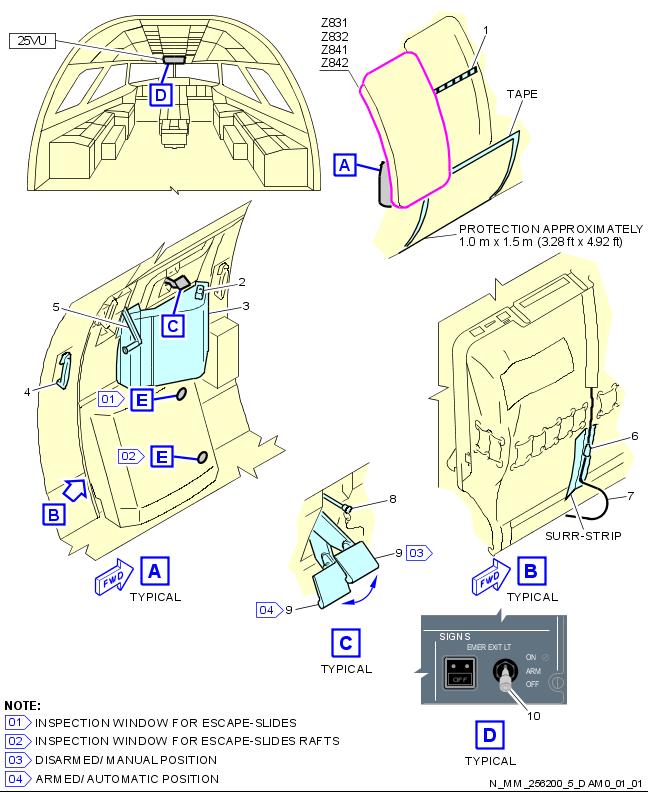 25VU
D
Z831
Z832
Z841
Z842
1
TAPE
A
PROTECTION APPROXIMATELY
1.0 m x 1.5 m (3.28 ft x 4.92 ft)
2
3
5
C
4
01 E
02 E
B
FWD
A
TYPICAL
6
7
SURR-STRIP
FWD
B
TYPICAL
8
9 03
04 9
C
TYPICAL
SIGNS
EMER EXIT LT
ON
ARM
OFF
OFF
10
D
TYPICAL
NOTE:
01 INSPECTION WINDOW FOR ESCAPE-SLIDES
02 INSPECTION WINDOW FOR ESCAPE-SLIDES RAFTS
03 DISARMED/MANUAL POSITION
04 ARMED/AUTOMATIC POSITION
N_MM_256200_5_DAM0_01_01